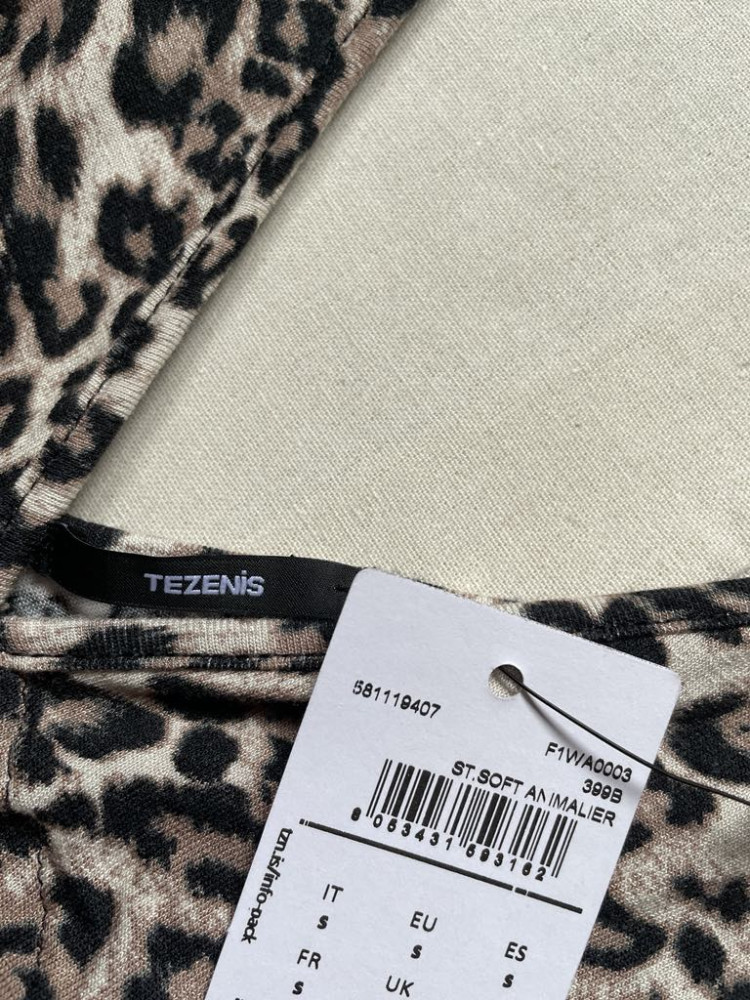 TEZENIS
581119407
F1WA0003
399B
ST.SOFT ANIMALIER
8 053431 593162
tzn.is/info-pack
IT
S
EU
S
ES
S
FR
S
UK